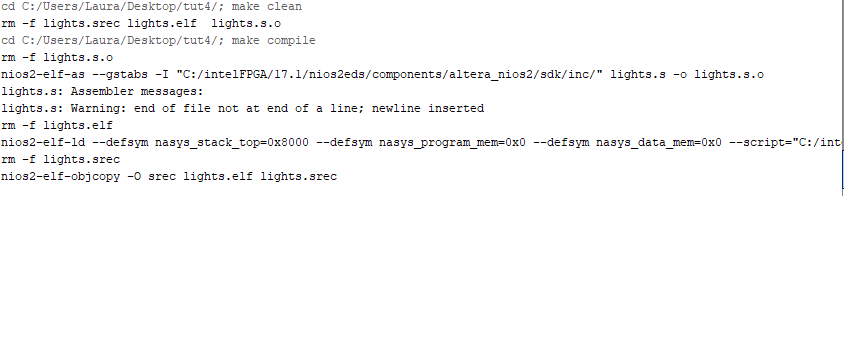 cd C:/Users/Laura/Desktop/tut4/; make clean
rm -f lights.srec lights.elf  lights.s.o
cd C:/Users/Laura/Desktop/tut4/; make compile
rm -f lights.s.o
nios2-elf-as --gstabs -I "C:/intelFPGA/17.1/nios2eds/components/altera_nios2/sdk/inc/" lights.s -o lights.s.o
lights.s: Assembler messages:
lights.s: Warning: end of file not at end of a line; newline inserted
rm -f lights.elf
nios2-elf-ld --defsym nasys_stack_top=0x8000 --defsym nasys_program_mem=0x0 --defsym nasys_data_mem=0x0 --script="C:/int
rm -f lights.srec
nios2-elf-objcopy -O srec lights.elf lights.srec